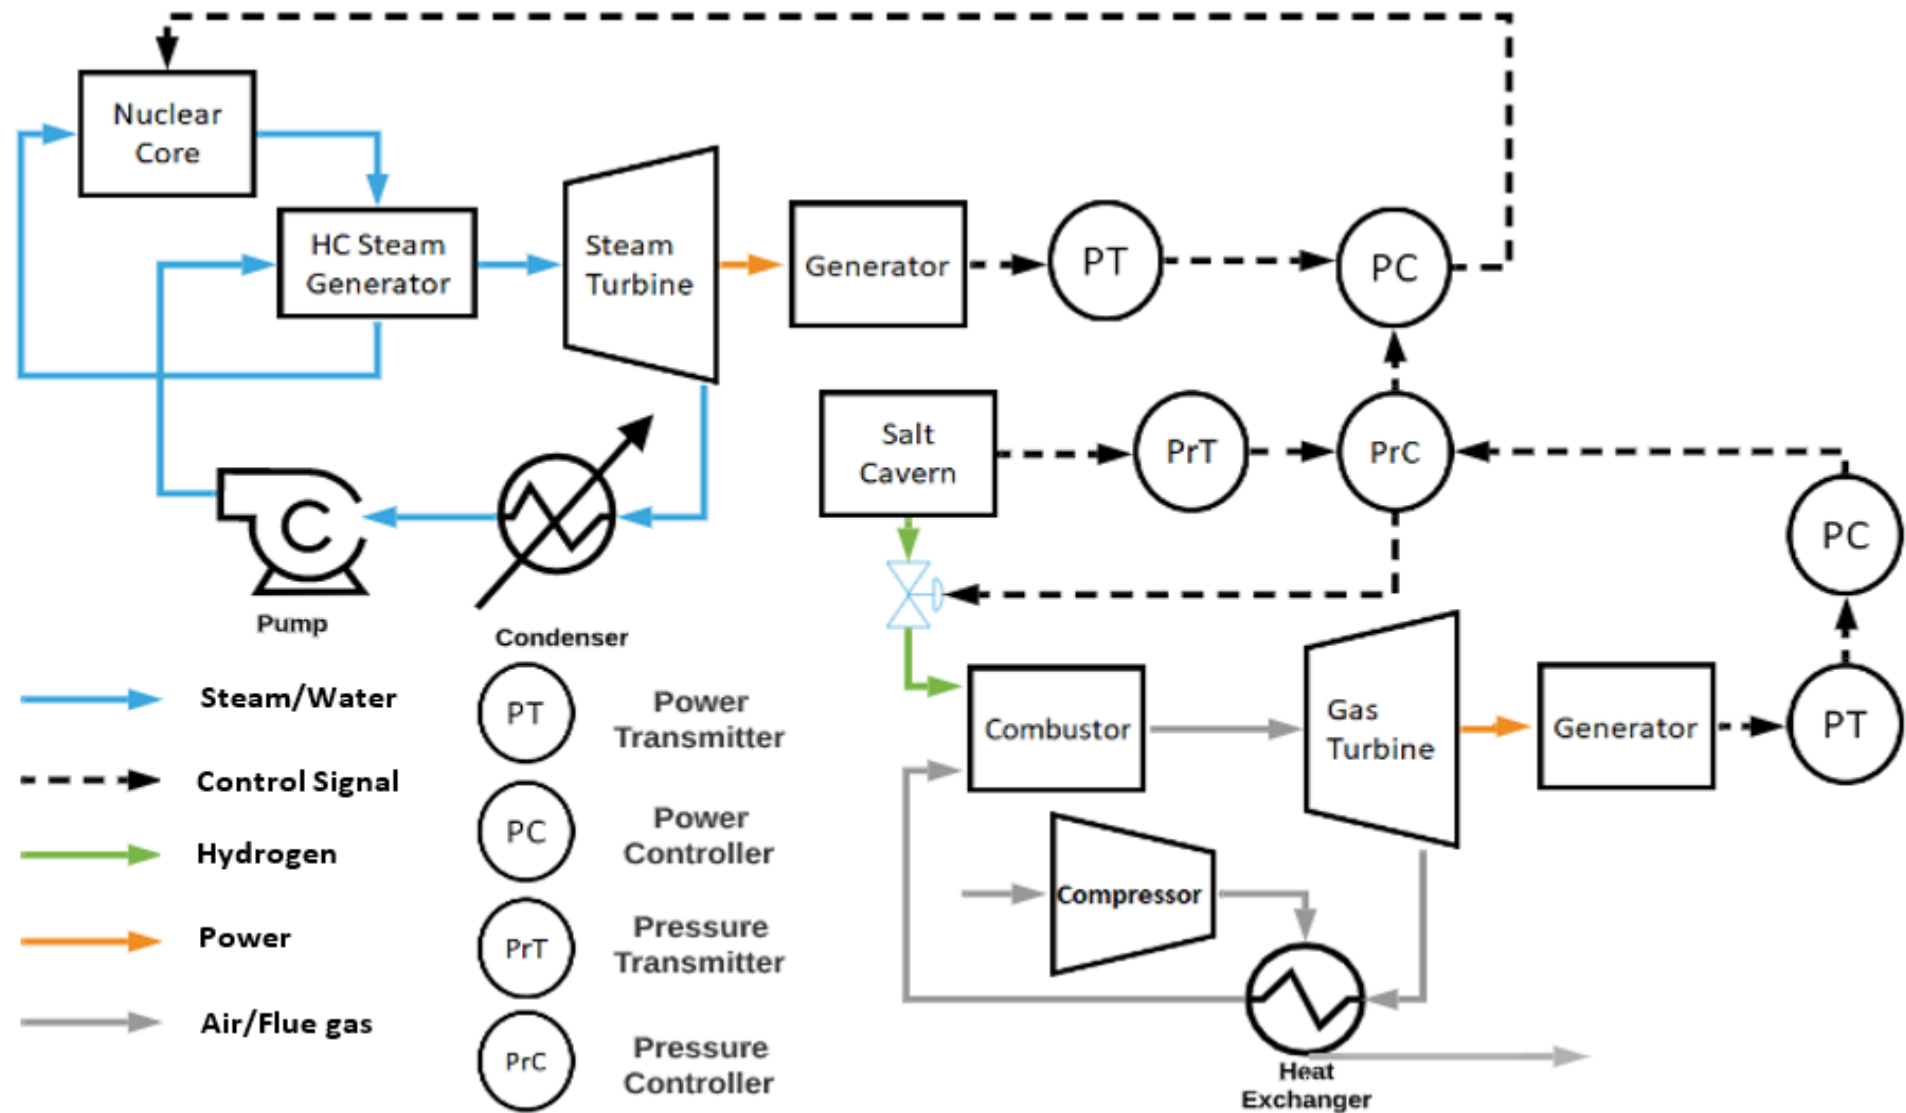 Nuclear
Core
HC Steam
Generator
Steam
Turbine
Generator
PT
PC
Salt
Cavern
PrT
PrC
PC
C
Pump
Condenser
Combustor
Gas
Turbine
Generator
PT
Compressor
Heat
Exchanger
Steam/Water
Control Signal
Hydrogen
Power
Air/Flue gas
PT
Power
Transmitter
PC
Power
Controller
PrT
Pressure
Transmitter
PrC
Pressure
Controller